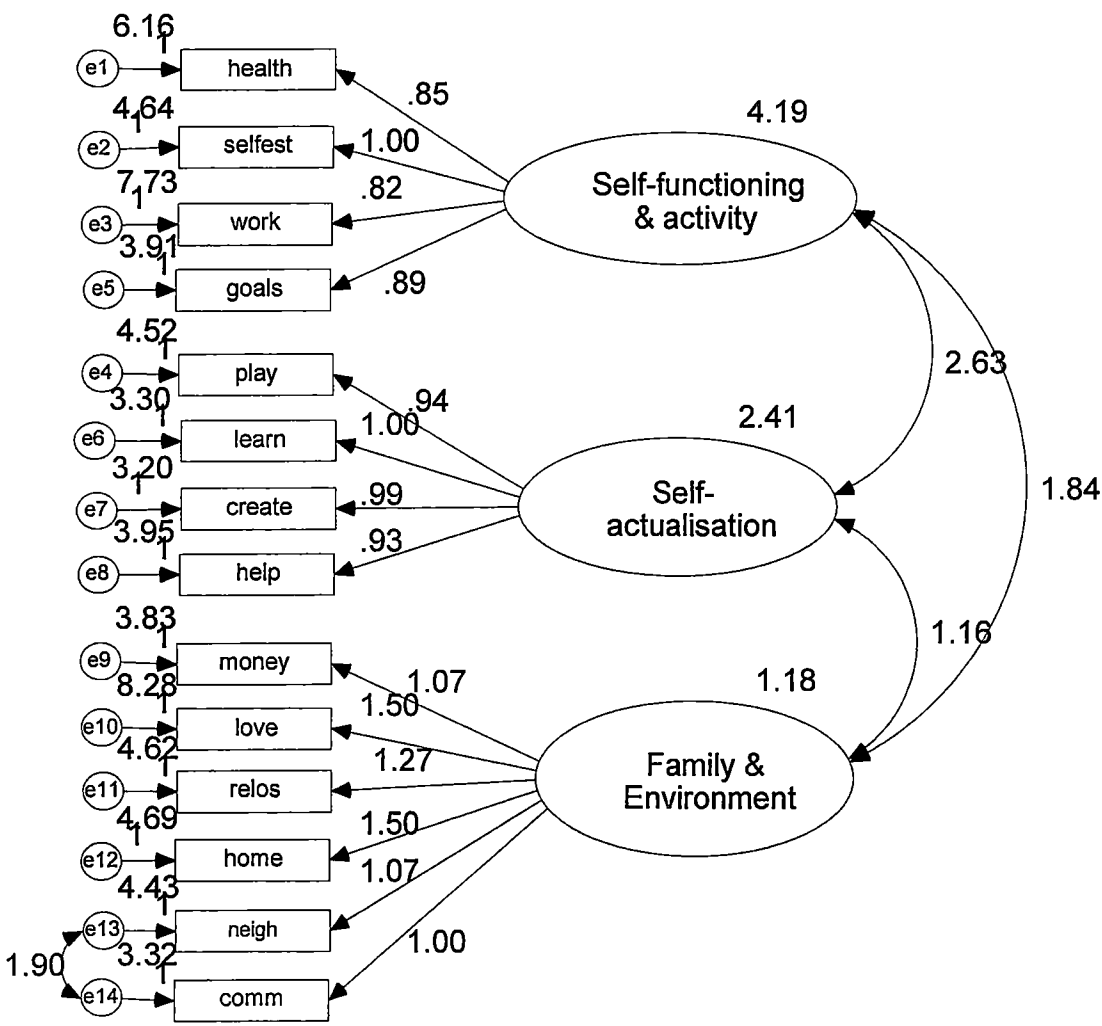 6.16
1
e1
health
.85
4.64
1
e2
selfest
1.00
7.73
1
e3
work
.82
3.91
1
e5
goals
.89
4.19
Self-functioning
& activity
4.52
1
e4
play
.94
3.30
1
e6
learn
1.00
3.20
1
e7
create
.99
3.95
1
e8
help
.93
2.41
Self-
actualisation
2.63
1.84
1.16
3.83
1
e9
money
1.07
8.28
1
e10
love
1.50
4.62
1
e11
relos
1.27
4.69
1
e12
home
1.50
4.43
1
e13
neigh
1.07
3.32
1
e14
comm
1.00
1.90
1.18
Family &
Environment